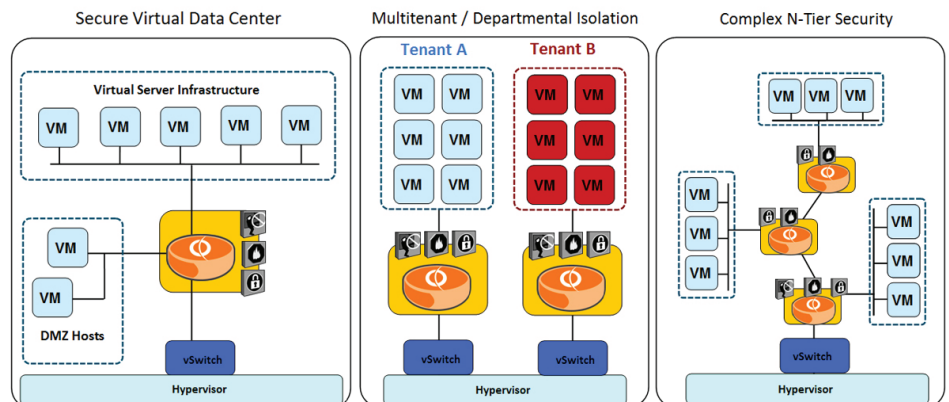 Secure Virtual Data Center
Virtual Server Infrastructure
VM VM VM VM VM
VM
VM
DMZ Hosts
vSwitch
Hypervisor
Multitenant / Departmental Isolation
Tenant A Tenant B
VM VM VM VM
VM VM VM VM
VM VM VM VM
vSwitch vSwitch
Hypervisor
Complex N-Tier Security
VM VM VM
VM
VM
VM
VM
VM
VM
vSwitch
Hypervisor